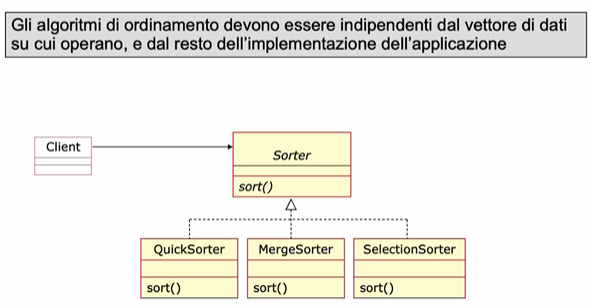 Gli algoritmi di ordinamento devono essere indipendenti dal vettore di dati
su cui operano, e dal resto dell'implementazione dell'applicazione
Client
Sorter
sort()
QuickSorter MergeSorter SelectionSorter
sort() sort() sort()